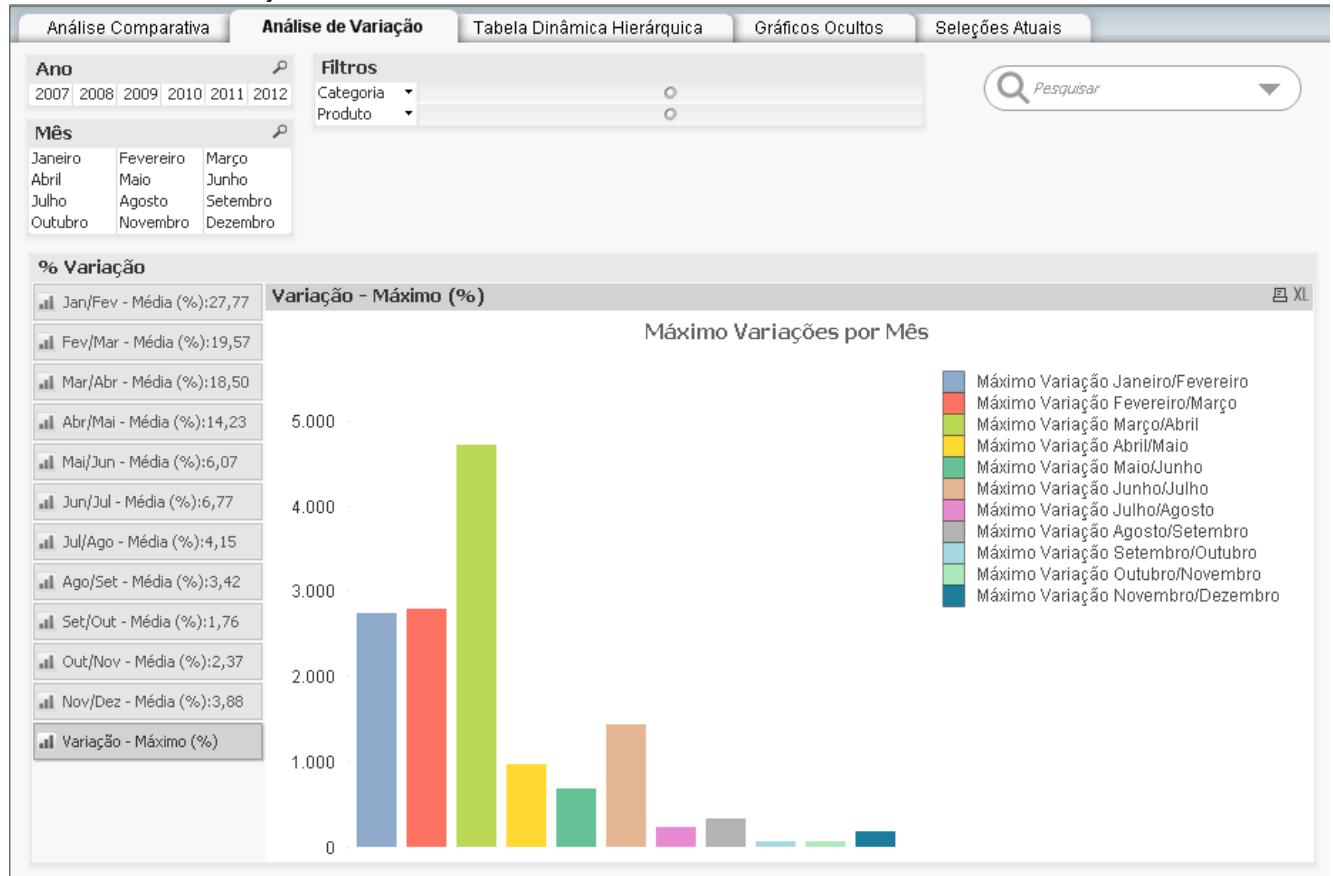 Análise Comparativa Análise de Variação Tabela Dinâmica Hierárquica Gráficos Ocultos Seleções Atuais
Ano
2007 2008 2009 2010 2011 2012
Filtros
Categoria
Produto
Pesquisar
Mês
Janeiro Fevereiro Março
Abril Maio Junho
Julho Agosto Setembro
Outubro Novembro Dezembro
% Variação
Jan/Fev - Média (%):27,77
Fev/Mar - Média (%):19,57
Mar/Abr - Média (%):18,50
Abr/Mai - Média (%):14,23
Mai/Jun - Média (%):6,07
Jun/Jul - Média (%):6,77
Jul/Ago - Média (%):4,15
Ago/Set - Média (%):3,42
Set/Out - Média (%):1,76
Out/Nov - Média (%):2,37
Nov/Dez - Média (%):3,88
Variação - Máximo (%)
Variação - Máximo (%) XL
Máximo Variações por Mês
5.000
4.000
3.000
2.000
1.000
0
Máximo Variação Janeiro/Fevereiro
Máximo Variação Fevereiro/Março
Máximo Variação Março/Abril
Máximo Variação Abril/Maio
Máximo Variação Maio/Junho
Máximo Variação Junho/Julho
Máximo Variação Julho/Agosto
Máximo Variação Agosto/Setembro
Máximo Variação Setembro/Outubro
Máximo Variação Outubro/Novembro
Máximo Variação Novembro/Dezembro